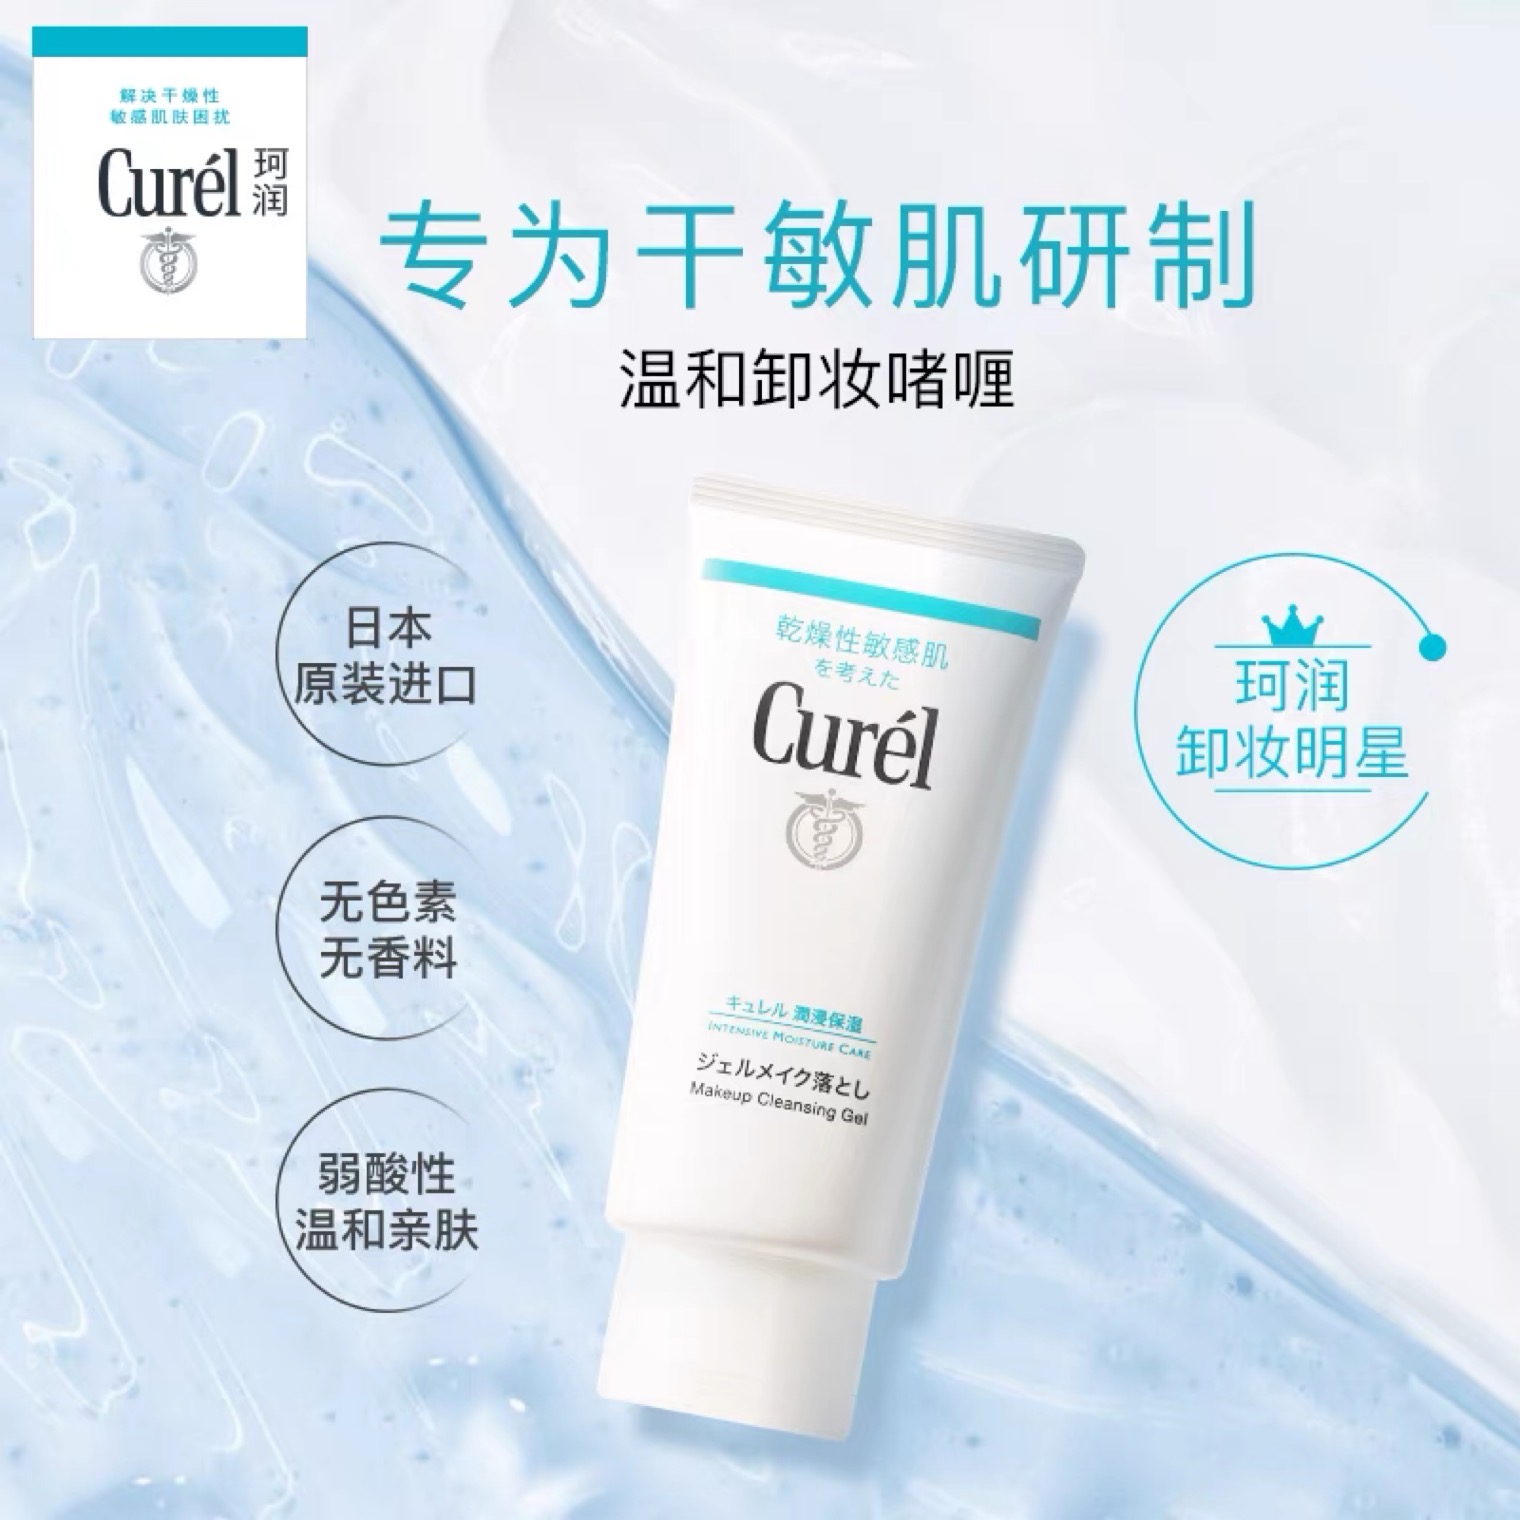 解决干燥性
敏感肌肤困扰
Curél 珂润
专为干敏肌研制
温和卸妆啫喱
日本
原装进口
无色素
无香料
弱酸性
温和亲肤
乾燥性敏感肌
を考えた
Curél
キュレル 潤浸保湿
INTENSIVE MOISTURE CARE
ジェルメイク落とし
Makeup Cleansing Gel
珂润
卸妆明星